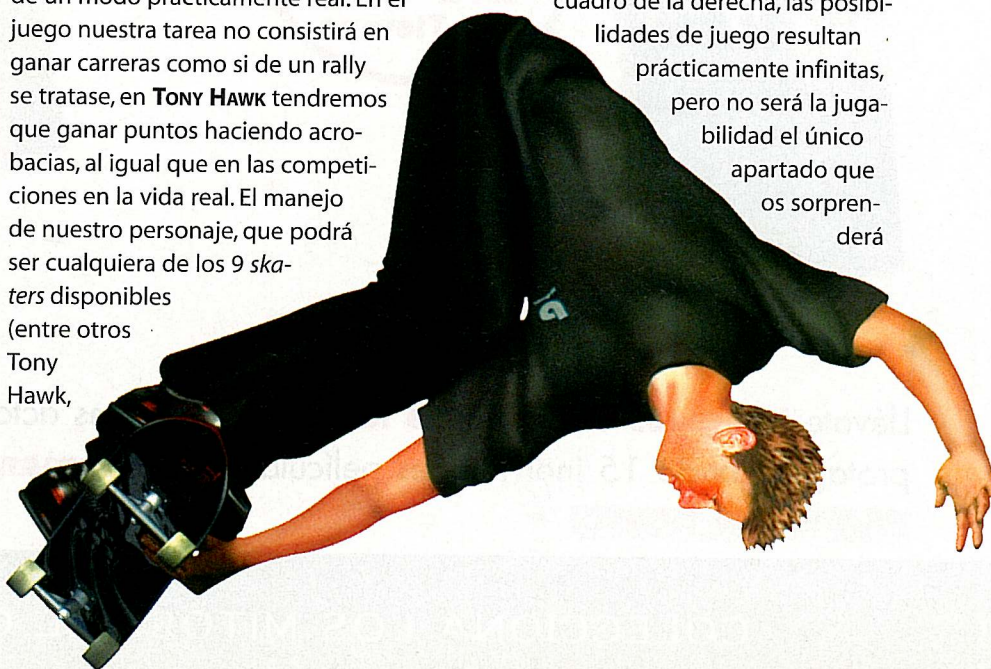 de un modo prácticamente real. En el
juego nuestra tarea no consistirá en
ganar carreras como si de un rally
se tratase, en TONY HAWK tendremos
que ganar puntos haciendo acro-
bacias, al igual que en las competi-
ciones en la vida real. El manejo
de nuestro personaje, que podrá
ser cualquiera de los 9 ska-
ters disponibles
(entre otros
Tony
Hawk,
cuadro de la derecha, las posibi-
lidades de juego resultan
prácticamente infinitas,
pero no será la juga-
bilidad el único
apartado que
os sorpren-
derá